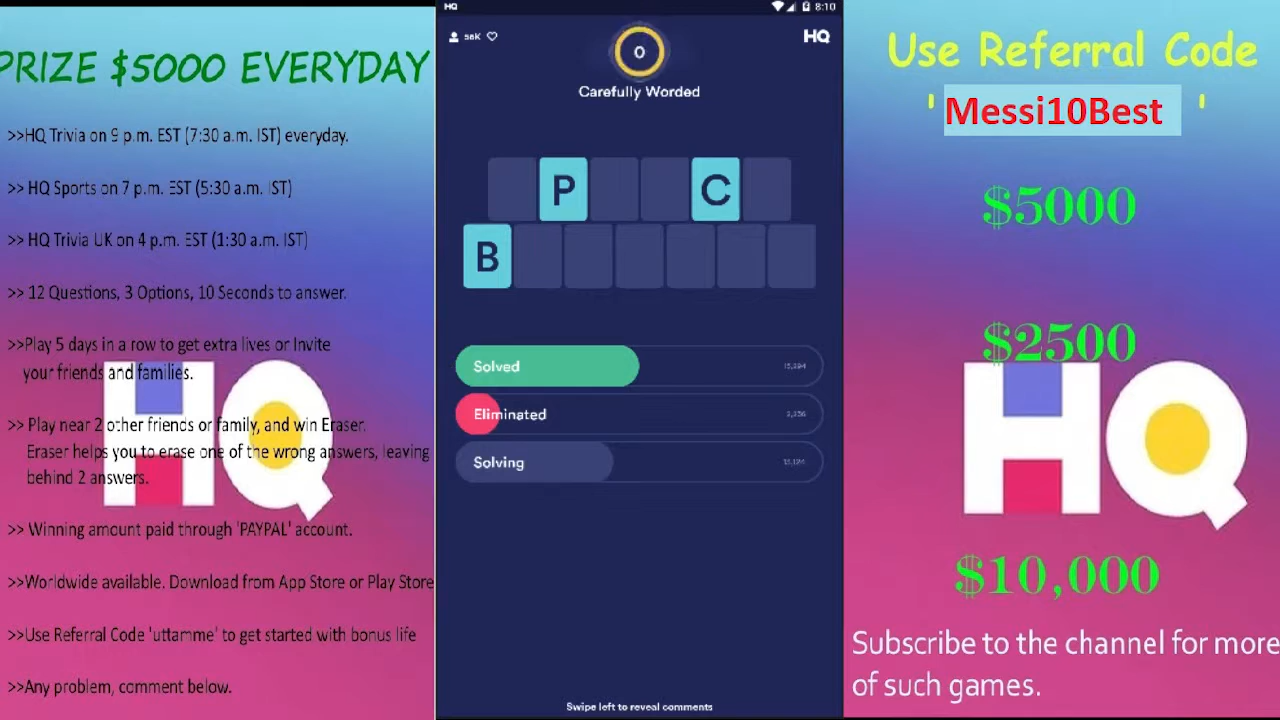 PRIZE $5000 EVERYDAY
>>HQ Trivia on 9 p.m. EST (7:30 a.m. IST) everyday.
>> HQ Sports on 7 p.m. EST (5:30 a.m. IST)
>> HQ Trivia UK on 4 p.m. EST (1:30 a.m. IST)
>> 12 Questions, 3 Options, 10 Seconds to answer.
>>Play 5 days in a row to get extra lives or Invite
your friends and families.
>> Play near 2 other friends or family, and win Eraser.
Eraser helps you to erase one of the wrong answers, leaving
behind 2 answers.
>> Winning amount paid through 'PAYPAL' account.
>>Worldwide available. Download from App Store or Play Store
>>Use Referral Code 'uttamme' to get started with bonus life
>>Any problem, comment below.
HQ
HQ 8:10
56K HQ
0
Carefully Worded
P C
B
Solved
Eliminated
Solving
Swipe left to reveal comments
Use Referral Code
' Messi10Best '
$5000
$2500
HQ
$10,000
Subscribe to the channel for more
of such games.